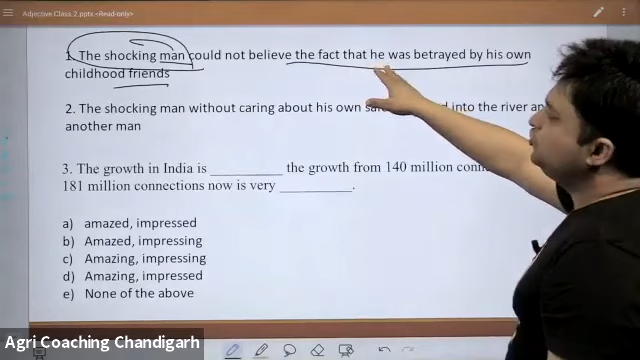 Adjective Class 2.pptx <Read-only>
1. The shocking man could not believe the fact that he was betrayed by his own
childhood friends
2. The shocking man without caring about his own into the river an
another man
3. The growth in India is __________ the growth from 140 million conn
181 million connections now is very __________.
a) amazed, impressed
b) Amazed, impressing
c) Amazing, impressing
d) Amazing, impressed
e) None of the above
Agri Coaching Chandigarh